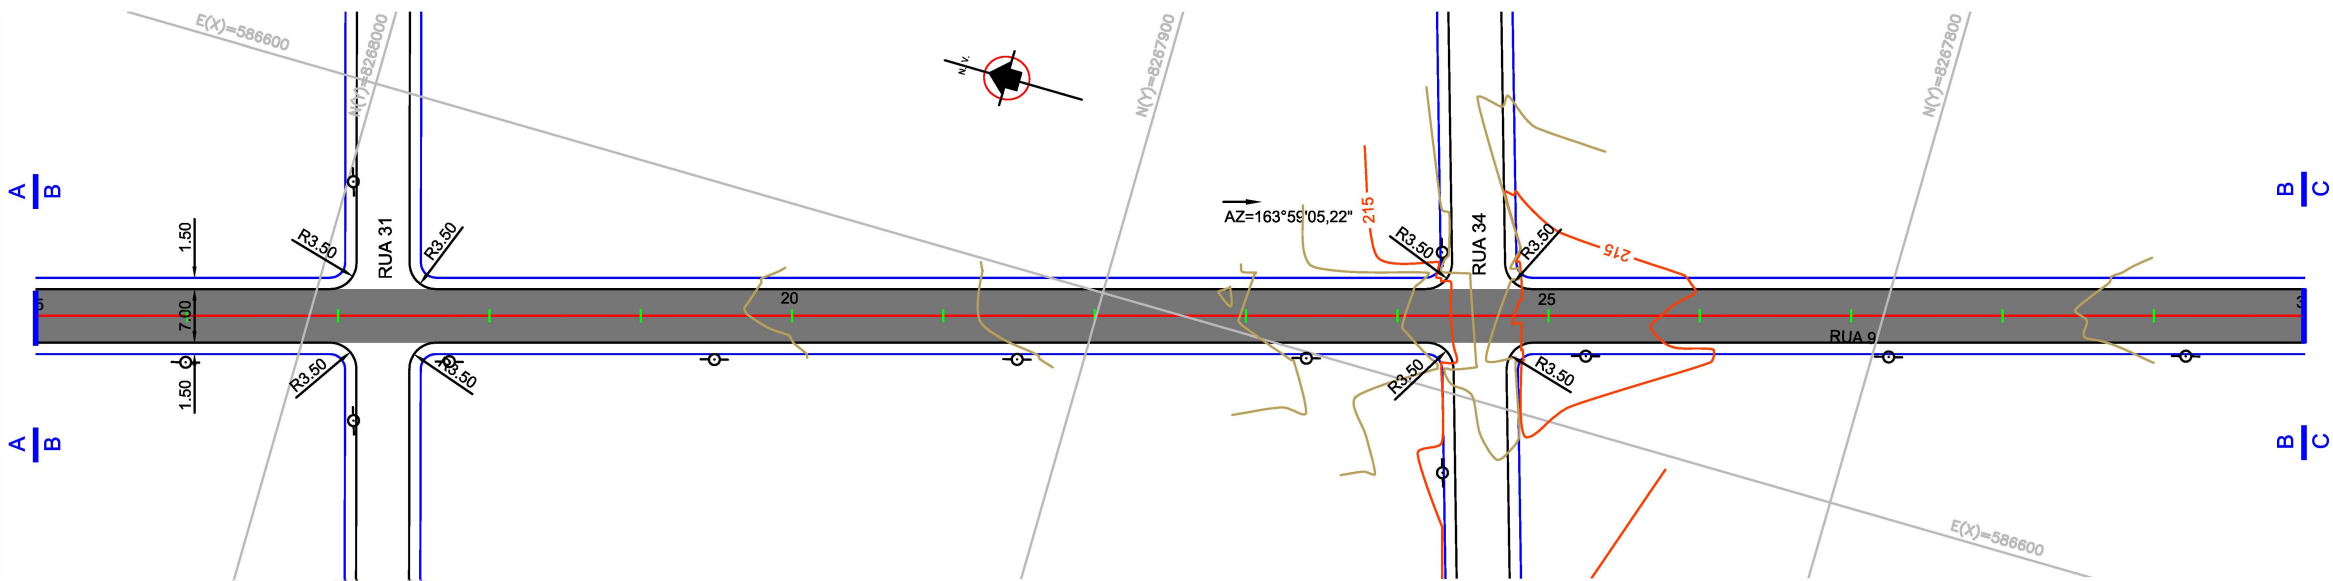 E(X)=586600
N(Y)=8268000
N.V.
N(Y)=8267900
N(Y)=8267800
A
B
B
C
1.50
R3.50
RUA 31
R3.50
AZ=163°59'05,22"
215
R3.50
RUA 34
R3.50
215
5
7.00
20
25
3
RUA 9
1.50
R3.50
R3.50
R3.50
R3.50
A
B
B
C
E(X)=586600